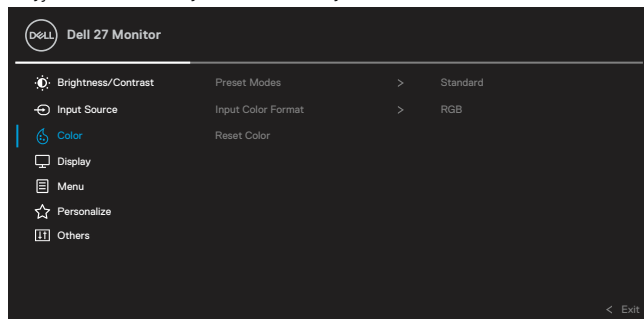 DELL Dell 27 Monitor
Brightness/Contrast Preset Modes > Standard
Input Source Input Color Format > RGB
Color Reset Color
Display
Menu
Personalize
Others
< Exit